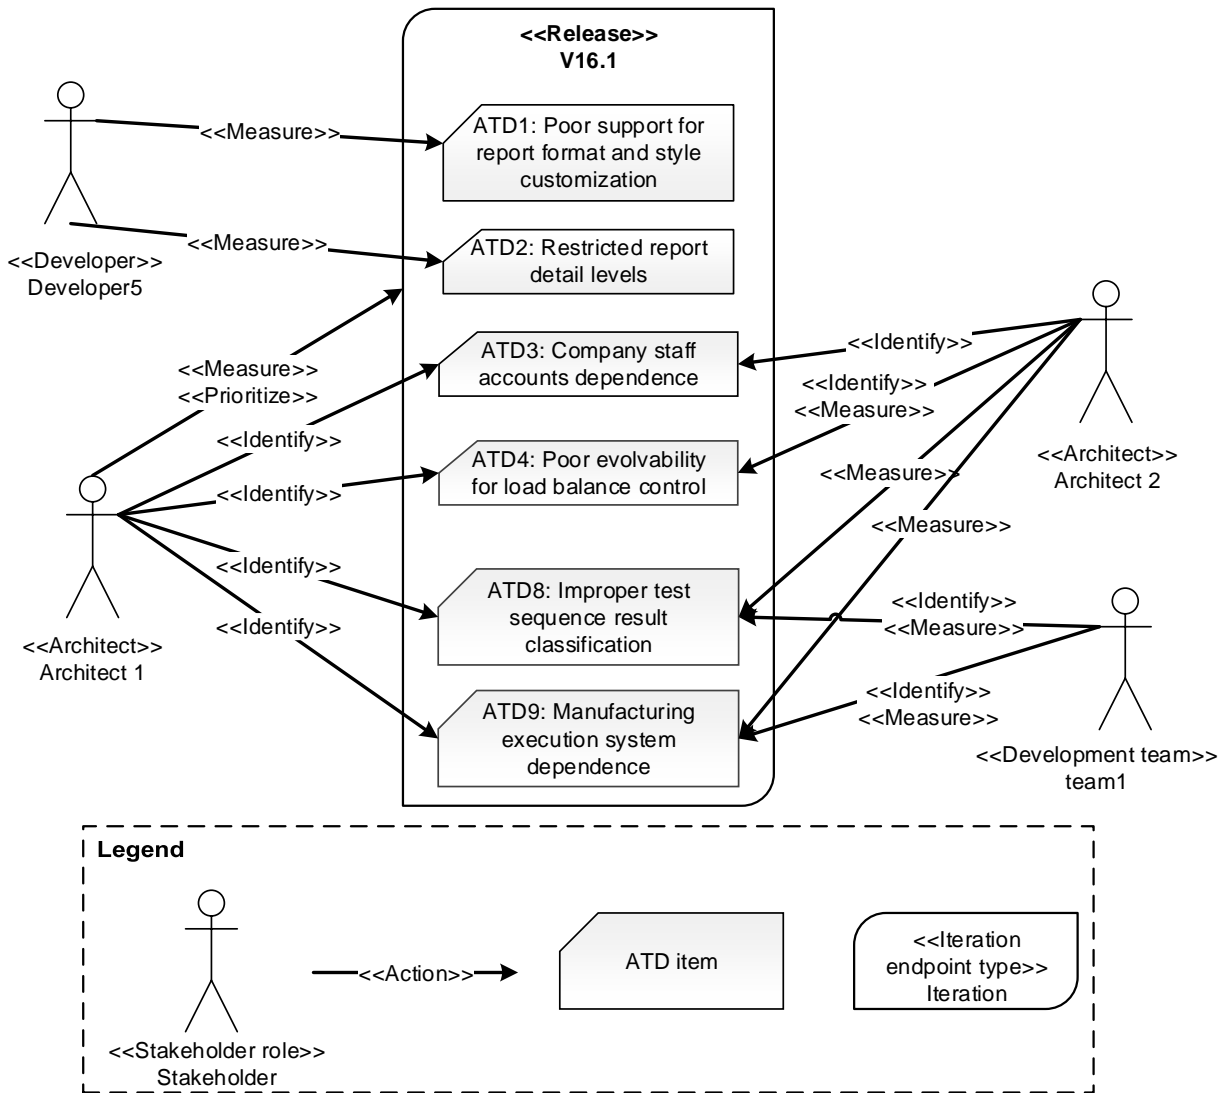 <<Release>>
V16.1
<<Measure>>
ATD1: Poor support for
report format and style
customization
<<Measure>>
ATD2: Restricted report
detail levels
<<Developer>>
Developer5
<<Measure>>
<<Prioritize>>
<<Identify>>
ATD3: Company staff
accounts dependence
<<Identify>>
<<Identify>>
<<Measure>>
<<Identify>>
ATD4: Poor evolvability
for load balance control
<<Identify>>
<<Architect>>
Architect 2
<<Measure>>
<<Measure>>
<<Identify>>
ATD8: Improper test
sequence result
classification
<<Identify>>
<<Measure>>
<<Identify>>
<<Architect>>
Architect 1
ATD9: Manufacturing
execution system
dependence
<<Identify>>
<<Measure>>
<<Development team>>
team1
Legend
<<Stakeholder role>>
Stakeholder
<<Action>>
ATD item
<<Iteration
endpoint type>>
Iteration